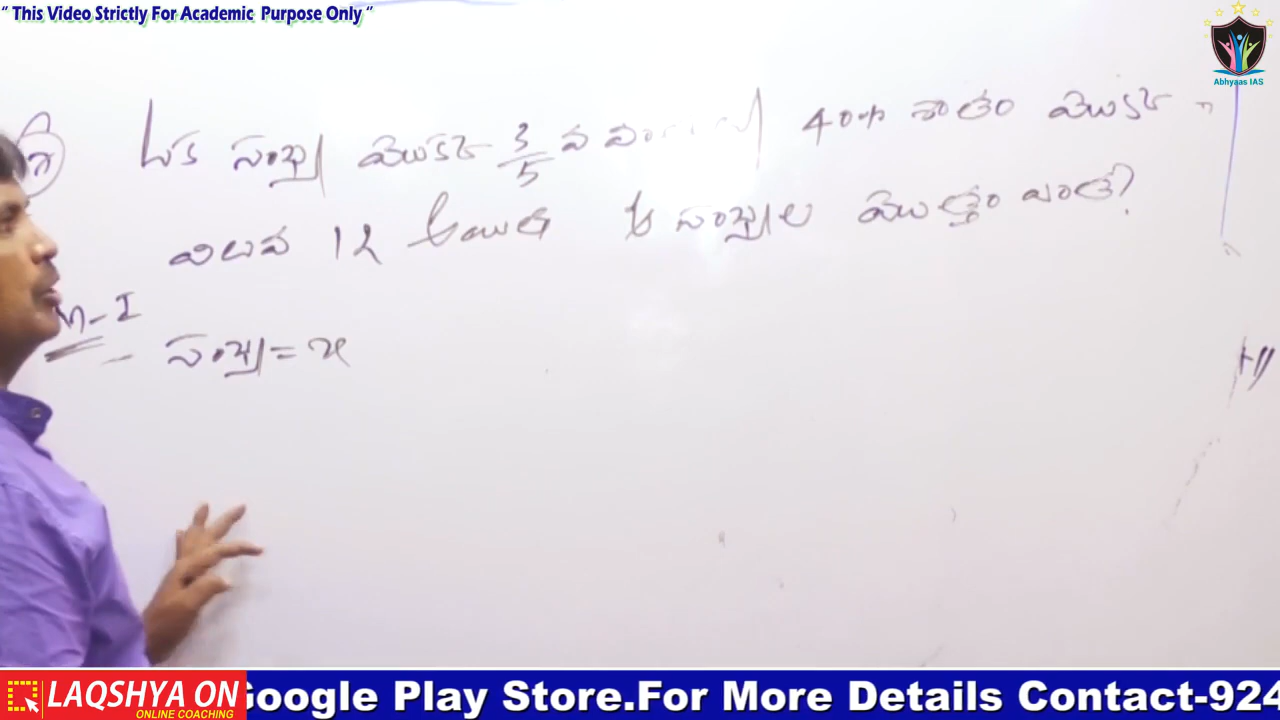 “ This Video Strictly For Academic Purpose Only ”
Abhyaas IAS
ఒక సంఖ్య యొక్క 3/5 వ 40% శాతం యొక్క
విలువ 12 అయిన ఆ సంఖ్యల మొత్తం ఎంత?
M-I
సంఖ్య = x
LAQSHYA ON
ONLINE COACHING
Google Play Store.For More Details Contact-924